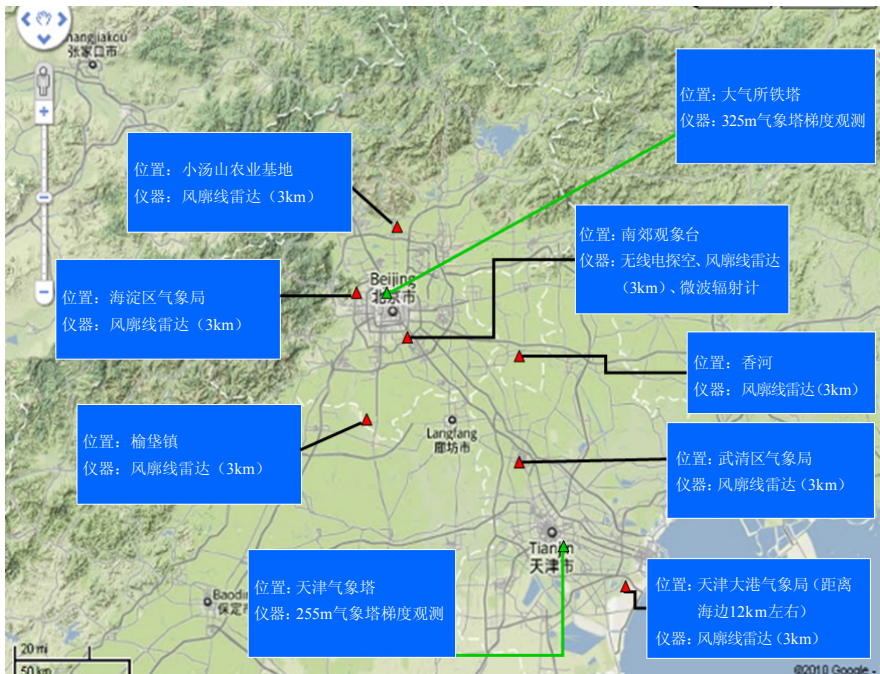 张家口市
位置：大气所铁塔
仪器：325m气象塔梯度观测
位置：小汤山农业基地
仪器：风廓线雷达（3km）
位置：南郊观象台
仪器：无线电探空、风廓线雷达
（3km）、微波辐射计
Beijing
北京市
位置：海淀区气象局
仪器：风廓线雷达（3km）
位置：香河
仪器：风廓线雷达（3km）
位置：榆垡镇
仪器：风廓线雷达（3km）
Langfang
廊坊市
位置：武清区气象局
仪器：风廓线雷达（3km）
Tianjin
天津市
位置：天津气象塔
仪器：255m气象塔梯度观测
位置：天津大港气象局（距离
海边12km左右）
仪器：风廓线雷达（3km）
保定市
20 mi
50 km
©2010 Google -